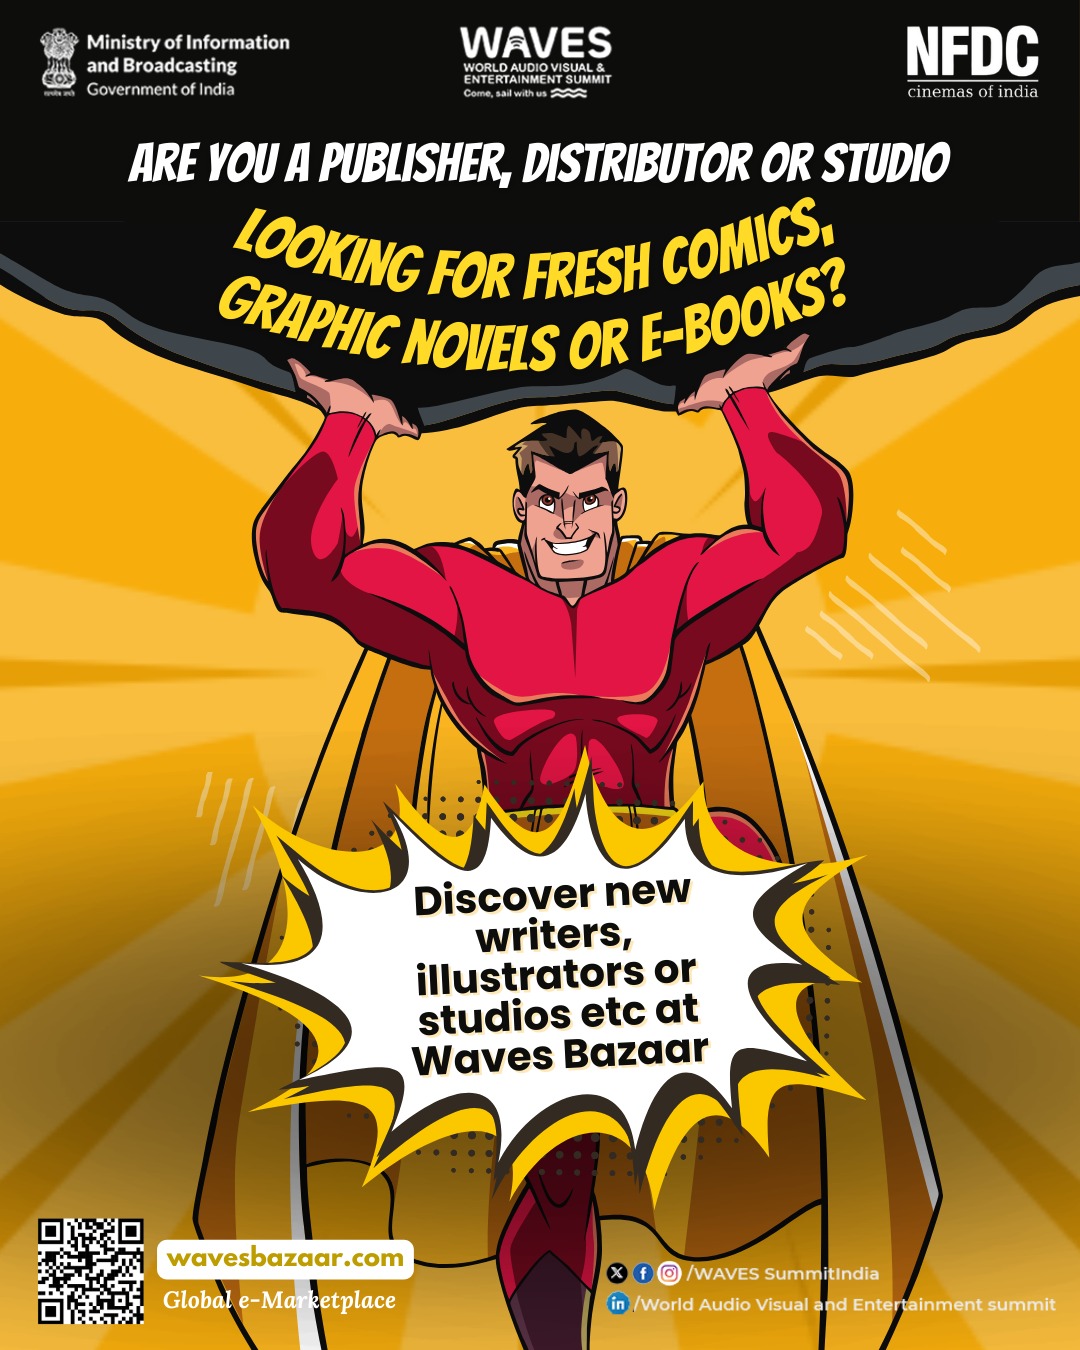 Ministry of Information
and Broadcasting
Government of India
WAVES
WORLD AUDIO VISUAL &
ENTERTAINMENT SUMMIT
Come, sail with us
NFDC
cinemas of india
ARE YOU A PUBLISHER, DISTRIBUTOR OR STUDIO
LOOKING FOR FRESH COMICS,
GRAPHIC NOVELS OR E-BOOKS?
Discover new
writers,
illustrators or
studios etc at
Waves Bazaar
wavesbazaar.com
Global e-Marketplace
/WAVES SummitIndia
/World Audio Visual and Entertainment summit